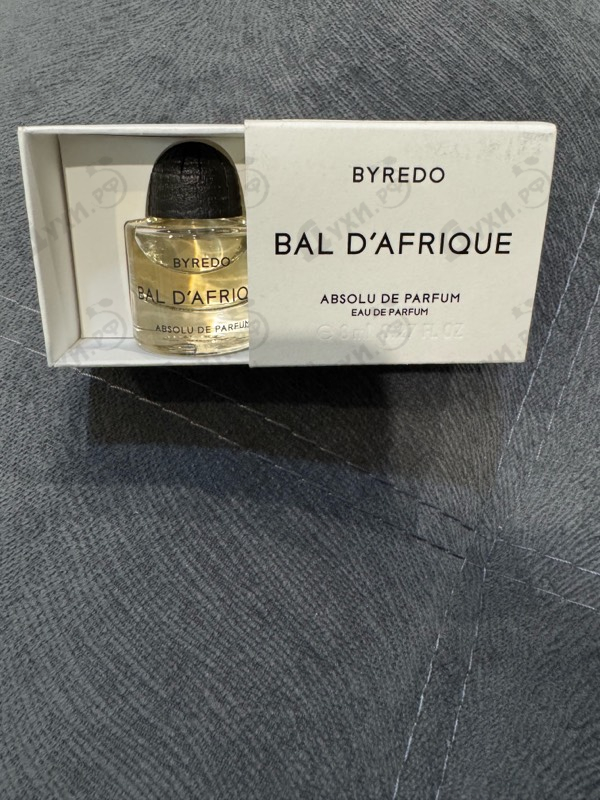 BYREDO
BAL D'AFRIQ
ABSOLU DE PARFUM
BYREDO
BAL D'AFRIQUE
ABSOLU DE PARFUM
EAU DE PARFUM